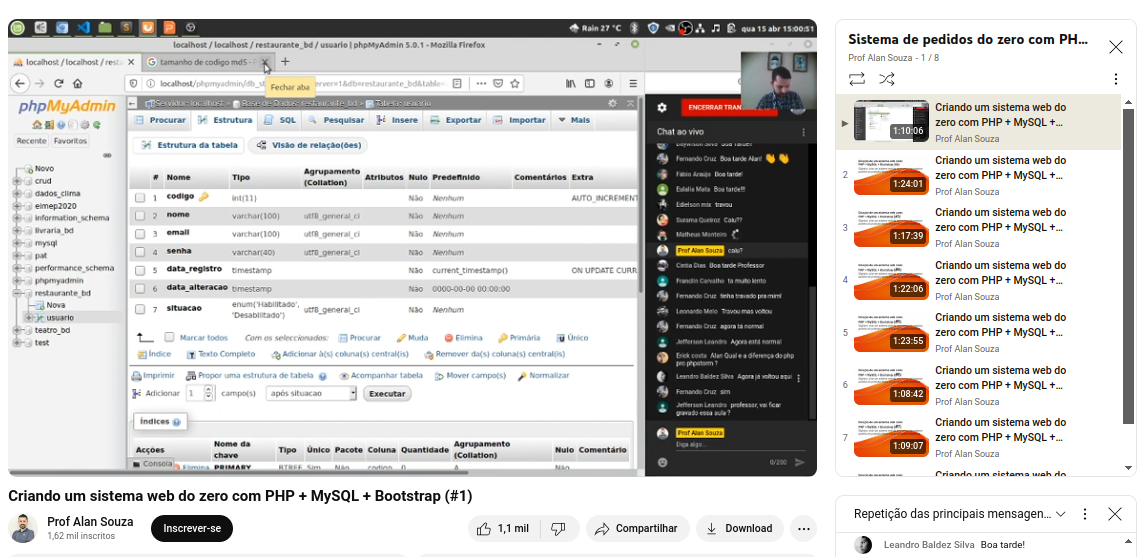 Rain 27 °C
qua 15 abr 15:00:51
localhost / localhost / restaurante_bd / usuario | phpMyAdmin 5.0.1 - Mozilla Firefox
localhost / localhost / resta
tamanho de codigo md5 -
Fechar aba
phpMyAdmin
Recente Favoritos
Novo
crud
dados_clima
eimep2020
information_schema
livraria_bd
mysql
pat
performance_schema
phpmyadmin
restaurante_bd
Nova
usuario
teatro_bd
test
Servidor: localhost » Base de Dados: restaurante_bd » Tabela: usuario
Procurar Estrutura SQL Pesquisar Insere Exportar Importar Mais
Estrutura da tabela Visão de relação(ões)
# Nome Tipo Agrupamento (Collation) Atributos Nulo Predefinido Comentários Extra
1 codigo int(11) Não Nenhum AUTO_INCREMENT
2 nome varchar(100) utf8_general_ci Não Nenhum
3 email varchar(100) utf8_general_ci Não Nenhum
4 senha varchar(40) utf8_general_ci Não Nenhum
5 data_registro timestamp Não current_timestamp() ON UPDATE CURR
6 data_alteracao timestamp Não 0000-00-00 00:00:00
7 situacao enum('Habilitado', 'Desabilitado') utf8_general_ci Não Nenhum
Marcar todos Com os seleccionados: Procurar Muda Elimina Primária Único
Índice Texto Completo Adicionar à(s) coluna(s) central(is) Remover da(s) coluna(s) central(is)
Imprimir Propor uma estrutura de tabela Acompanhar tabela Mover campo(s) Normalizar
Adicionar 1 campo(s) após situacao Executar
Índices
Acções Nome da chave Tipo Único Pacote Coluna Quantidade Agrupamento (Collation) Nulo Comentário
Elimina PRIMARY BTREE Sim Não codigo 0 A Não
Consola
ENCERRAR TRAN
Chat ao vivo
Fernando Cruz Boa tarde Alan!
Fábio Araújo Boa tarde!
Eulalia Mata Boa tarde!!!
Edielson mix travou
Suzama Queiroz Caiu??
Matheus Monteiro
Prof Alan Souza caiu?
Cintia Dias Boa tarde Professor
Franclin Carvalho ta muito lento
Fernando Cruz tinha travado pra mim!
Leonardo Melo Travou mas voltou
Fernando Cruz agora tá normal
Jefferson Leandro Agora está normal
Erick costa Alan Qual e a diferença do php pro phpstorm ?
Leandro Baldez Silva Agora já voltou aqui
Fernando Cruz sim
Jefferson Leandro professor, vai ficar gravado essa aula ?
Prof Alan Souza
Diga algo...
0/200
Criando um sistema web do zero com PHP + MySQL + Bootstrap (#1)
Prof Alan Souza
1,62 mil inscritos
Inscrever-se
1,1 mil
Compartilhar
Download
Sistema de pedidos do zero com PH...
Prof Alan Souza - 1 / 8
1:10:06
Criando um sistema web do
zero com PHP + MySQL +...
Prof Alan Souza
2
1:24:01
Criando um sistema web do
zero com PHP + MySQL +...
Prof Alan Souza
3
1:17:39
Criando um sistema web do
zero com PHP + MySQL +...
Prof Alan Souza
4
1:22:06
Criando um sistema web do
zero com PHP + MySQL +...
Prof Alan Souza
5
1:23:55
Criando um sistema web do
zero com PHP + MySQL +...
Prof Alan Souza
6
1:08:42
Criando um sistema web do
zero com PHP + MySQL +...
Prof Alan Souza
7
1:09:07
Criando um sistema web do
zero com PHP + MySQL +...
Prof Alan Souza
Criando um sistema web do
Repetição das principais mensagen...
Leandro Baldez Silva Boa tarde!